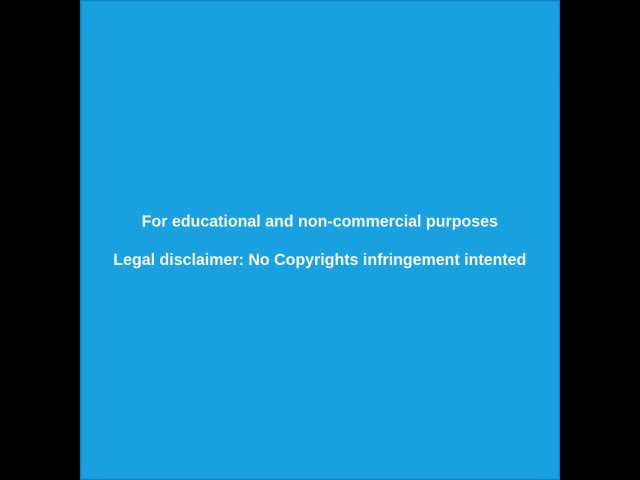 For educational and non-commercial purposes
Legal disclaimer: No Copyrights infringement intented